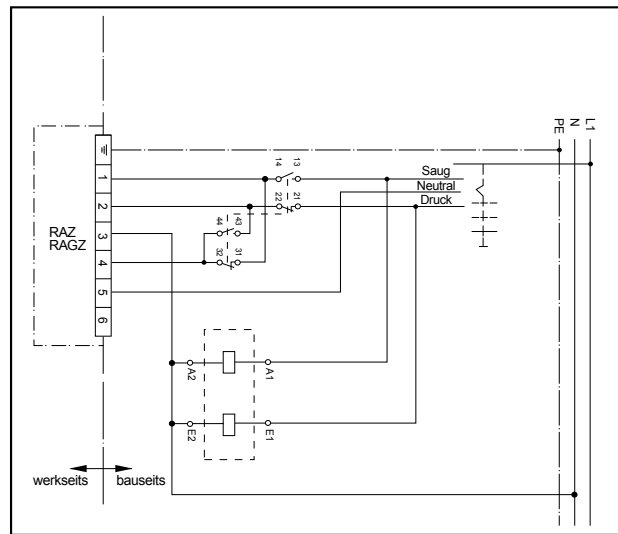 L1
N
PE
1
2
3
4
5
6
RAZ
RAGZ
14
13
Saug
Neutral
Druck
22
21
44
43
32
31
A2
A1
E2
E1
werkseits
bauseits